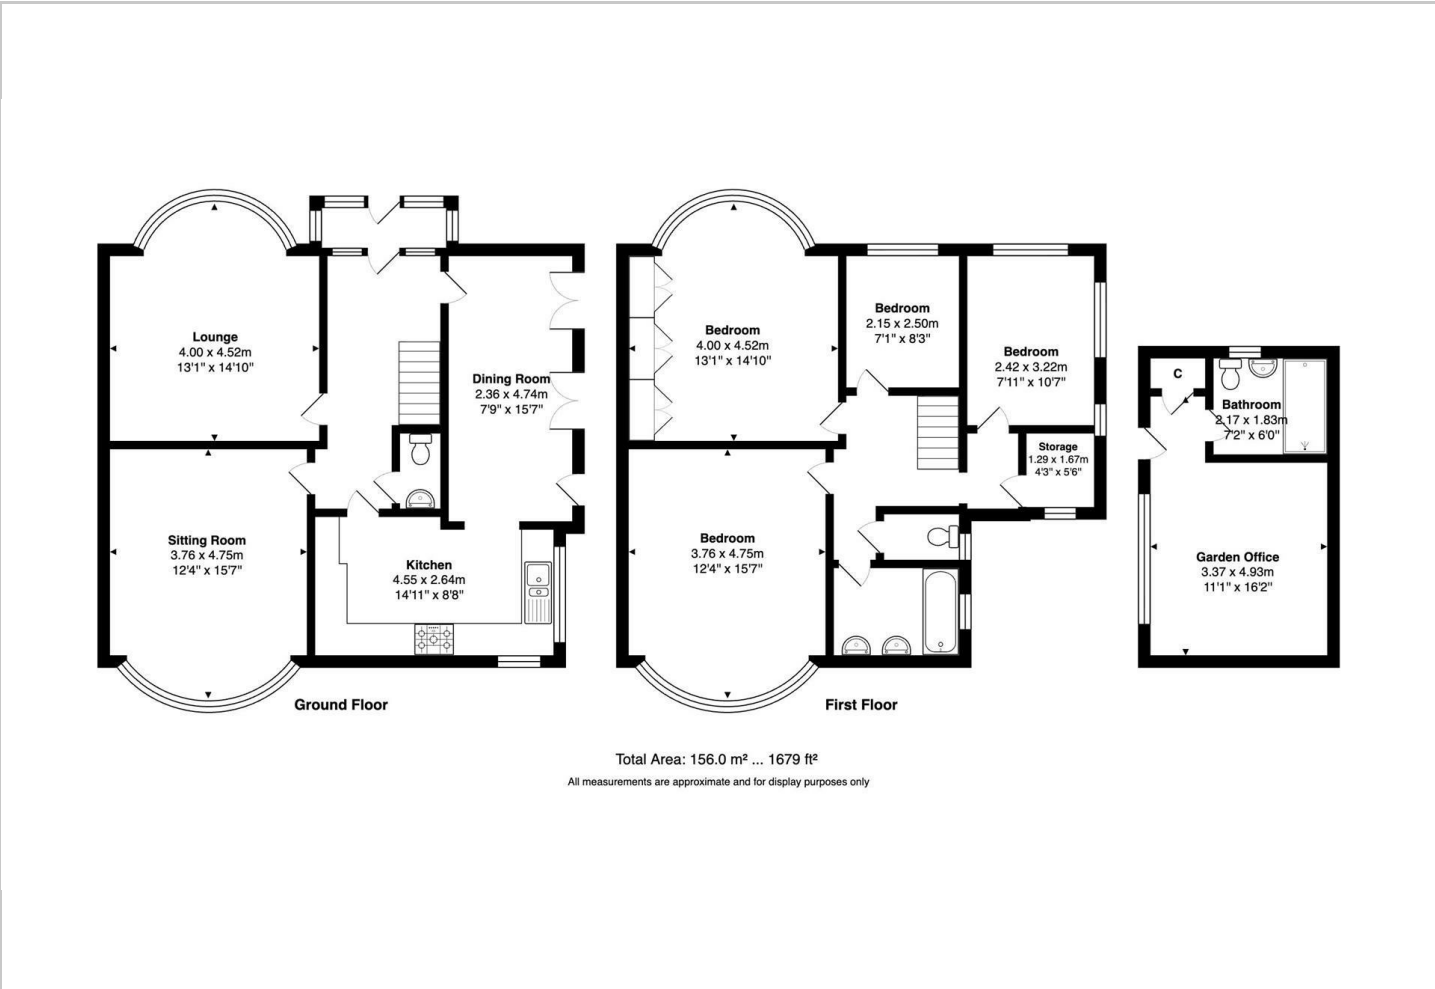 Lounge
4.00 x 4.52m
13'1" x 14'10"
Dining Room
2.36 x 4.74m
7'9" x 15'7"
Sitting Room
3.76 x 4.75m
12'4" x 15'7"
Kitchen
4.55 x 2.64m
14'11" x 8'8"
Ground Floor
Bedroom
4.00 x 4.52m
13'1" x 14'10"
Bedroom
2.15 x 2.50m
7'1" x 8'3"
Bedroom
2.42 x 3.22m
7'11" x 10'7"
Storage
1.29 x 1.67m
4'3" x 5'6"
Bedroom
3.76 x 4.75m
12'4" x 15'7"
First Floor
C
Bathroom
2.17 x 1.83m
7'2" x 6'0"
Garden Office
3.37 x 4.93m
11'1" x 16'2"
Total Area: 156.0 m² ... 1679 ft²
All measurements are approximate and for display purposes only